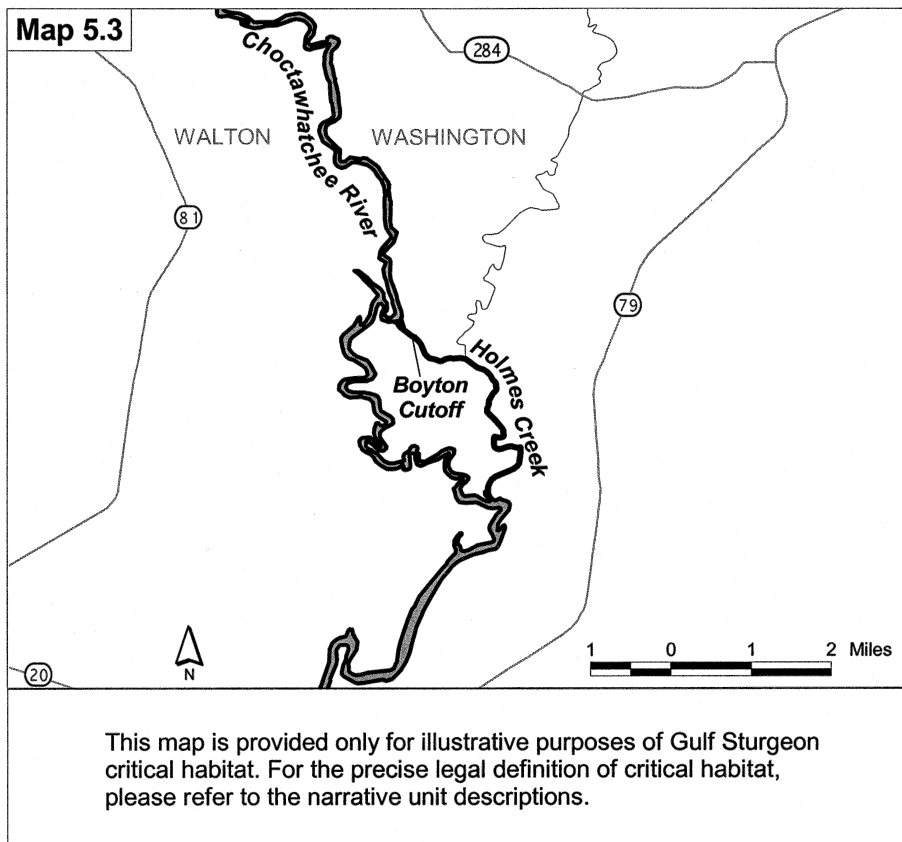 Map 5.3
Choctawhatchee River
284
WALTON
WASHINGTON
81
79
Holmes Creek
Boyton
Cutoff
1 0 1 2 Miles
N
20
This map is provided only for illustrative purposes of Gulf Sturgeon
critical habitat. For the precise legal definition of critical habitat,
please refer to the narrative unit descriptions.